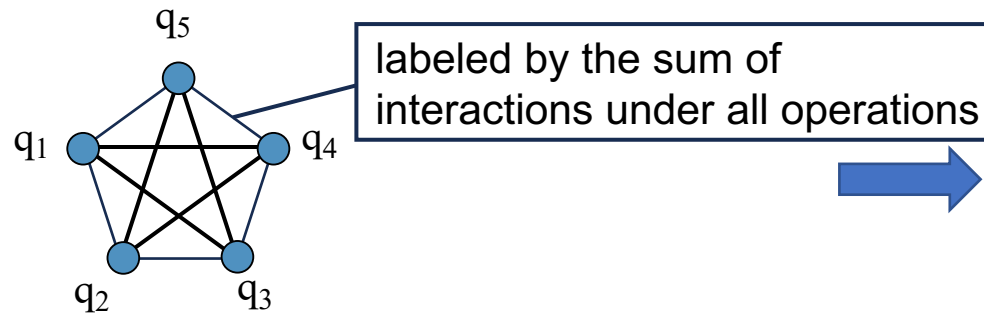 q5
labeled by the sum of
interactions under all operations
q1
q4
q2
q3